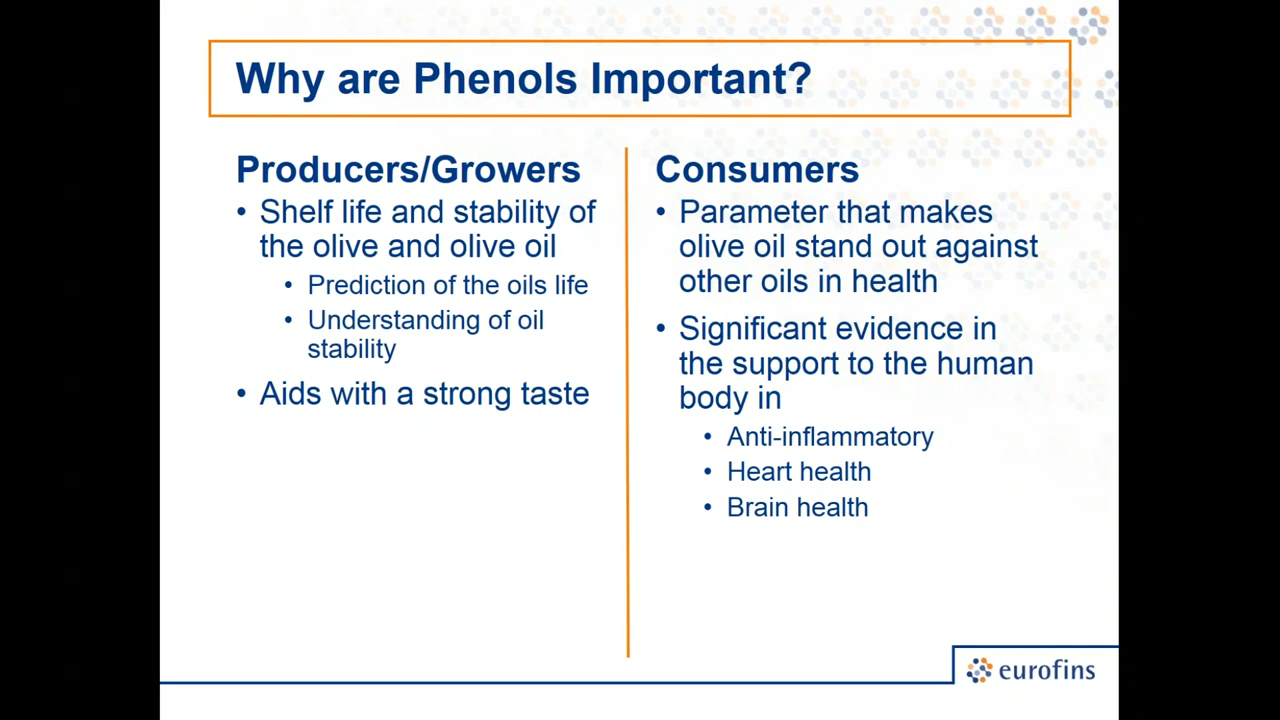 Why are Phenols Important?
Producers/Growers
• Shelf life and stability of
the olive and olive oil
• Prediction of the oils life
• Understanding of oil
stability
• Aids with a strong taste
Consumers
• Parameter that makes
olive oil stand out against
other oils in health
• Significant evidence in
the support to the human
body in
• Anti-inflammatory
• Heart health
• Brain health
eurofins